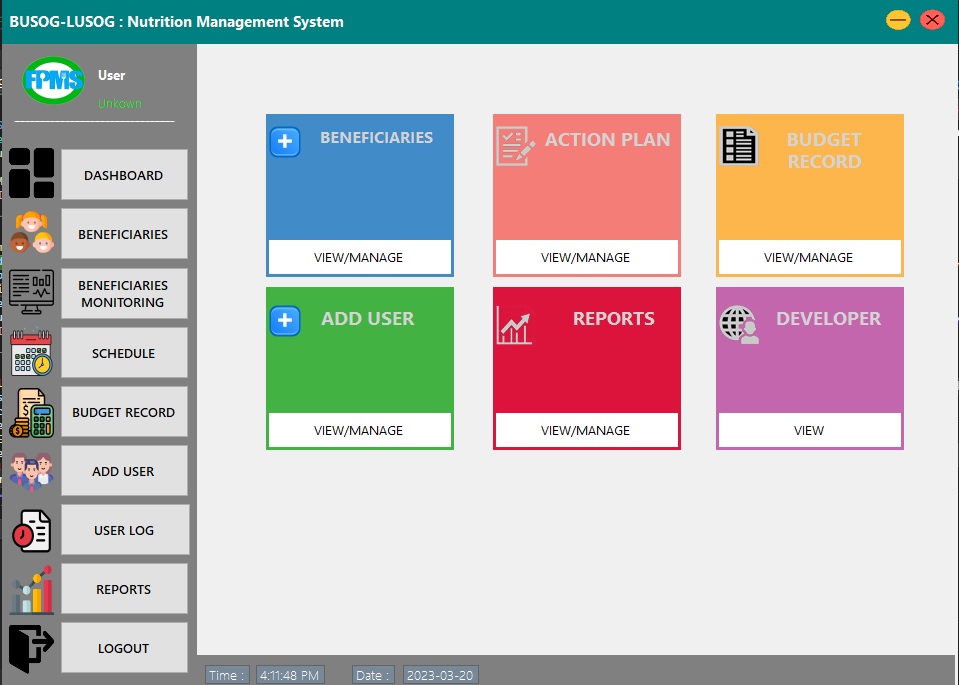 BUSOG-LUSOG : Nutrition Management System
FPMS
User
Unkown
DASHBOARD
BENEFICIARIES
BENEFICIARIES
MONITORING
SCHEDULE
BUDGET RECORD
ADD USER
USER LOG
REPORTS
LOGOUT
BENEFICIARIES
VIEW/MANAGE
ACTION PLAN
VIEW/MANAGE
BUDGET
RECORD
VIEW/MANAGE
ADD USER
VIEW/MANAGE
REPORTS
VIEW/MANAGE
DEVELOPER
VIEW
Time : 4:11:48 PM Date : 2023-03-20